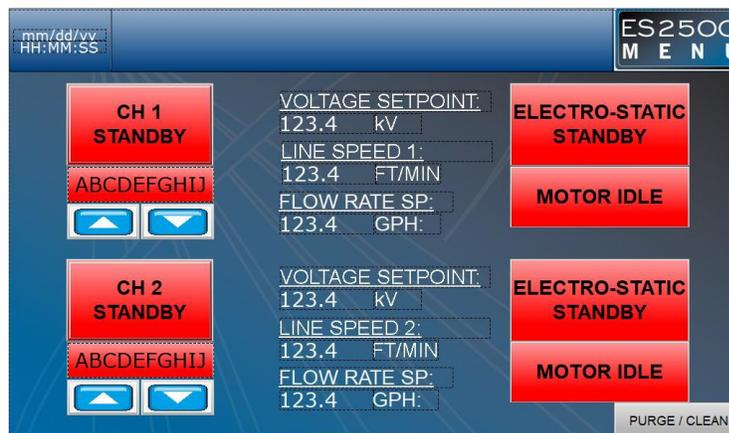 mm/dd/yy
HH:MM:SS
ES2500
MENU
CH 1
STANDBY
ABCDEFGHIJ
VOLTAGE SETPOINT:
123.4 kV
LINE SPEED 1:
123.4 FT/MIN
FLOW RATE SP:
123.4 GPH:
ELECTRO-STATIC
STANDBY
MOTOR IDLE
CH 2
STANDBY
ABCDEFGHIJ
VOLTAGE SETPOINT:
123.4 kV
LINE SPEED 2:
123.4 FT/MIN
FLOW RATE SP:
123.4 GPH:
ELECTRO-STATIC
STANDBY
MOTOR IDLE
PURGE / CLEAN